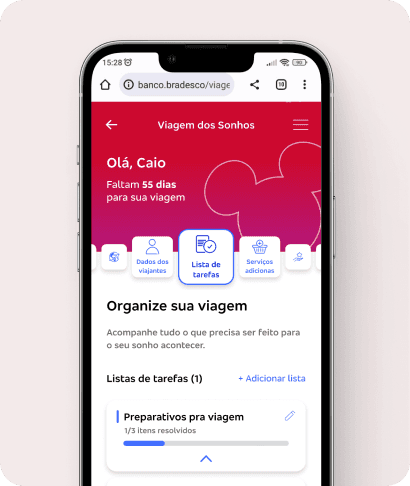 15:28
banco.bradesco/viage
19
Viagem dos Sonhos
Olá, Caio
Faltam 55 dias
para sua viagem
Dados dos
viajantes
Lista de
tarefas
Serviços
adicionas
Organize sua viagem
Acompanhe tudo o que precisa ser feito para
o seu sonho acontecer.
Listas de tarefas (1)
+ Adicionar lista
Preparativos pra viagem
1/3 itens resolvidos